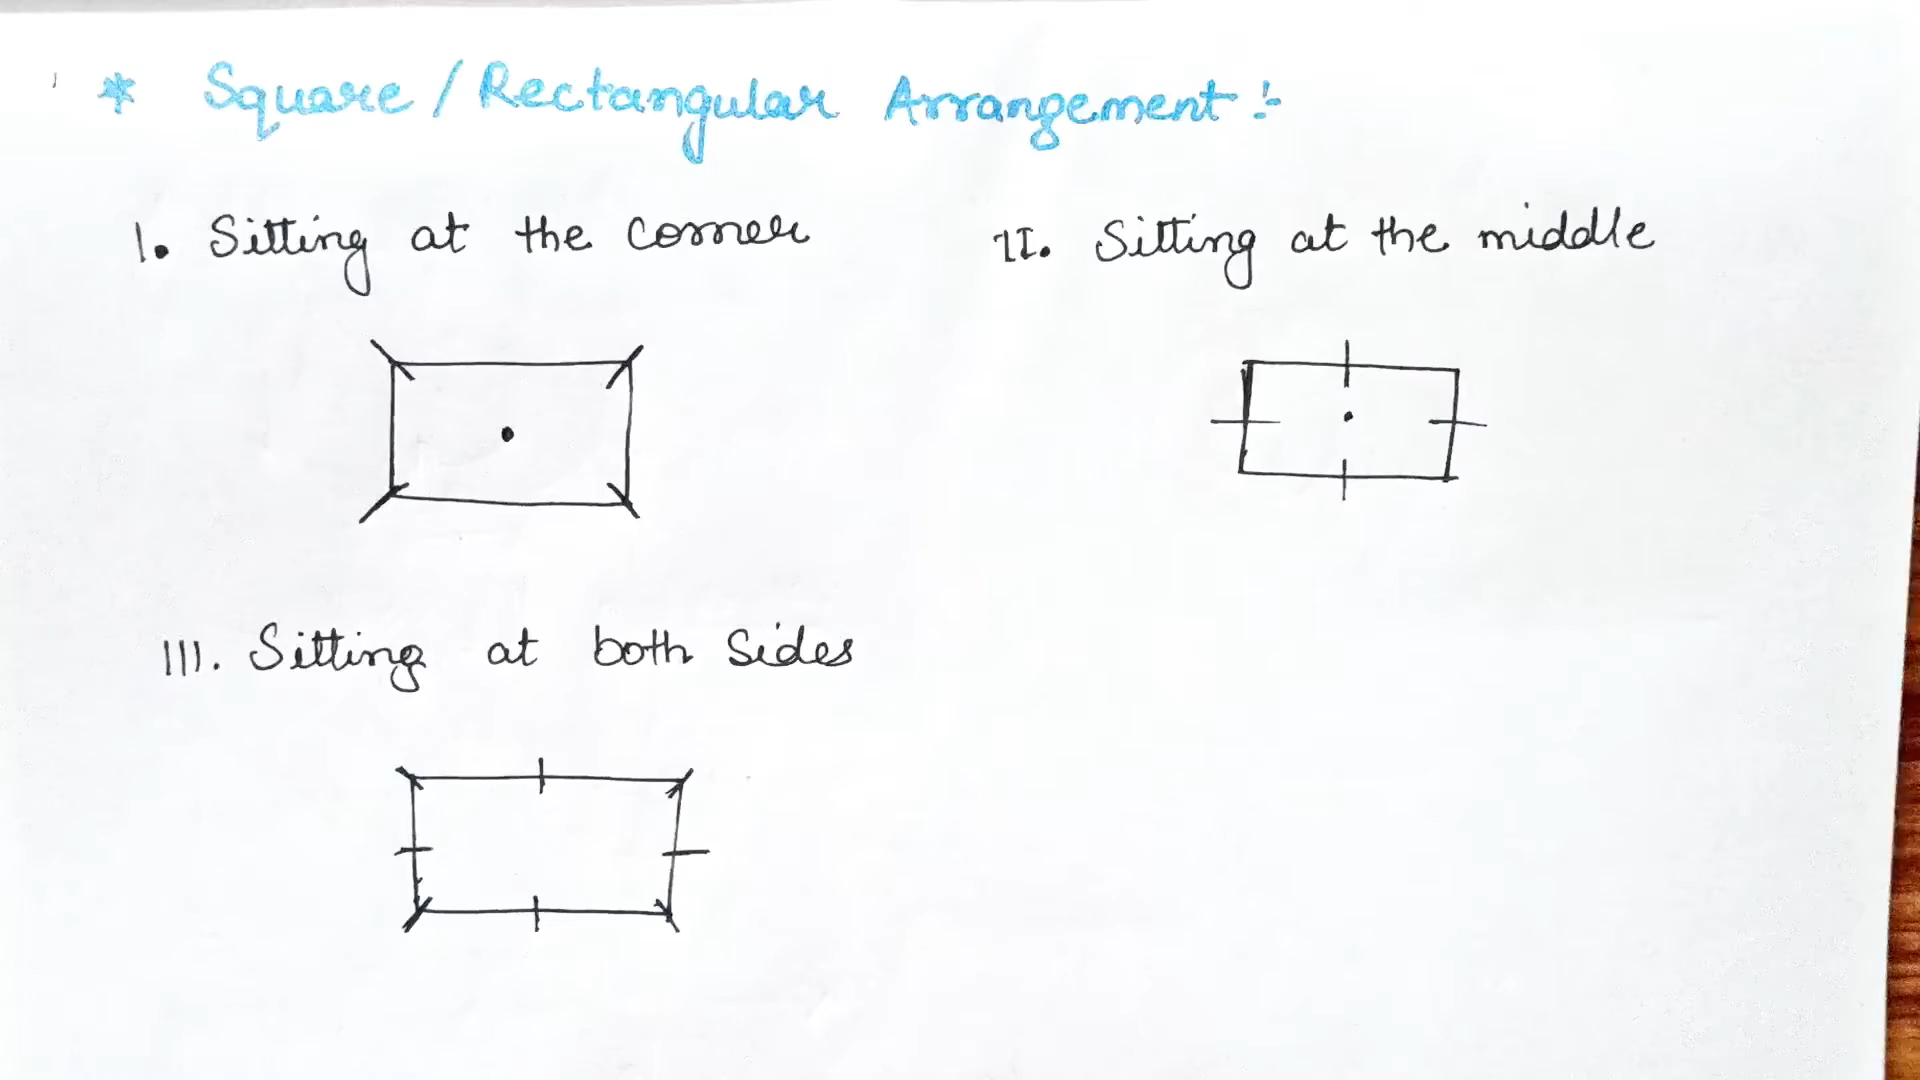 * Square / Rectangular Arrangement :-
I. Sitting at the corner
II. Sitting at the middle
III. Sitting at both Sides